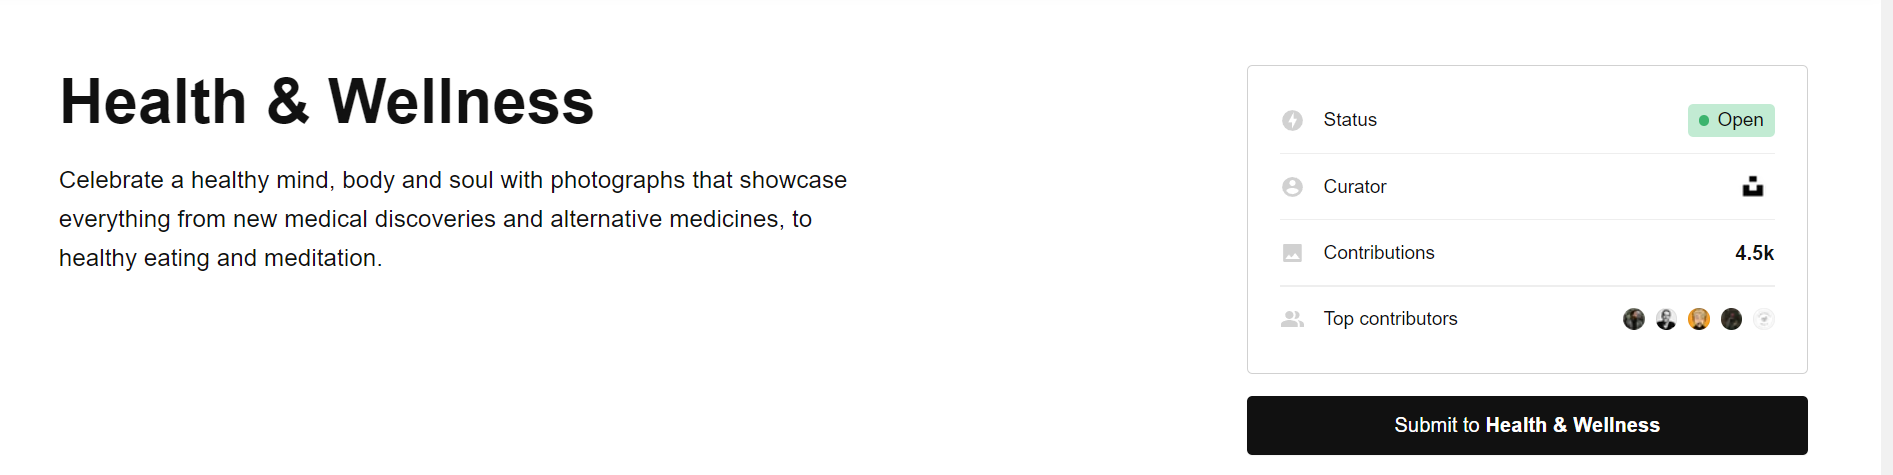 Health & Wellness
Celebrate a healthy mind, body and soul with photographs that showcase
everything from new medical discoveries and alternative medicines, to
healthy eating and meditation.
Status Open
Curator
Contributions 4.5k
Top contributors
Submit to Health & Wellness